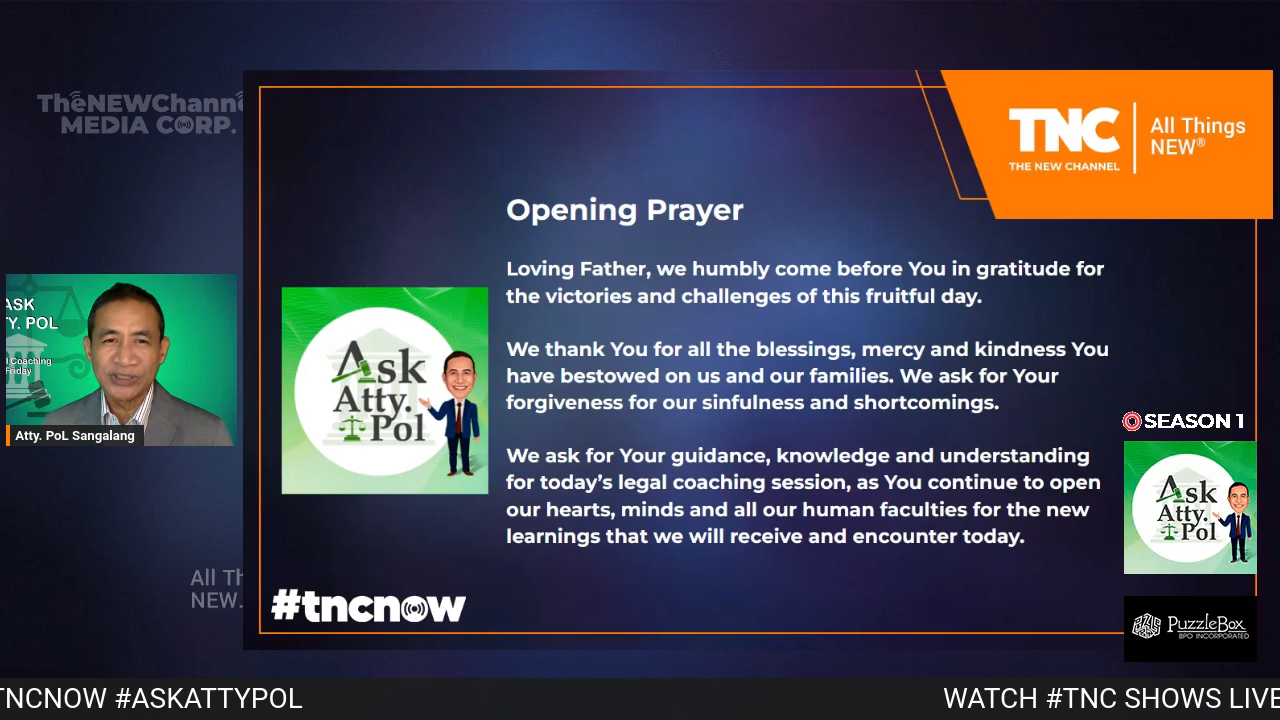 TheNEWChanne
MEDIA CORP.
TNC
THE NEW CHANNEL
All Things
NEW®
Opening Prayer
Loving Father, we humbly come before You in gratitude for
the victories and challenges of this fruitful day.
We thank You for all the blessings, mercy and kindness You
have bestowed on us and our families. We ask for Your
forgiveness for our sinfulness and shortcomings.
We ask for Your guidance, knowledge and understanding
for today’s legal coaching session, as You continue to open
our hearts, minds and all our human faculties for the new
learnings that we will receive and encounter today.
Ask
Atty.
Pol
ASK
TY. POL
l Coaching
Friday
Atty. PoL Sangalang
SEASON 1
Ask
Atty.
Pol
All Th
NEW.
#tncnow
PuzzleBox
BPO INCORPORATED
TNCNOW #ASKATTYPOL
WATCH #TNC SHOWS LIVE